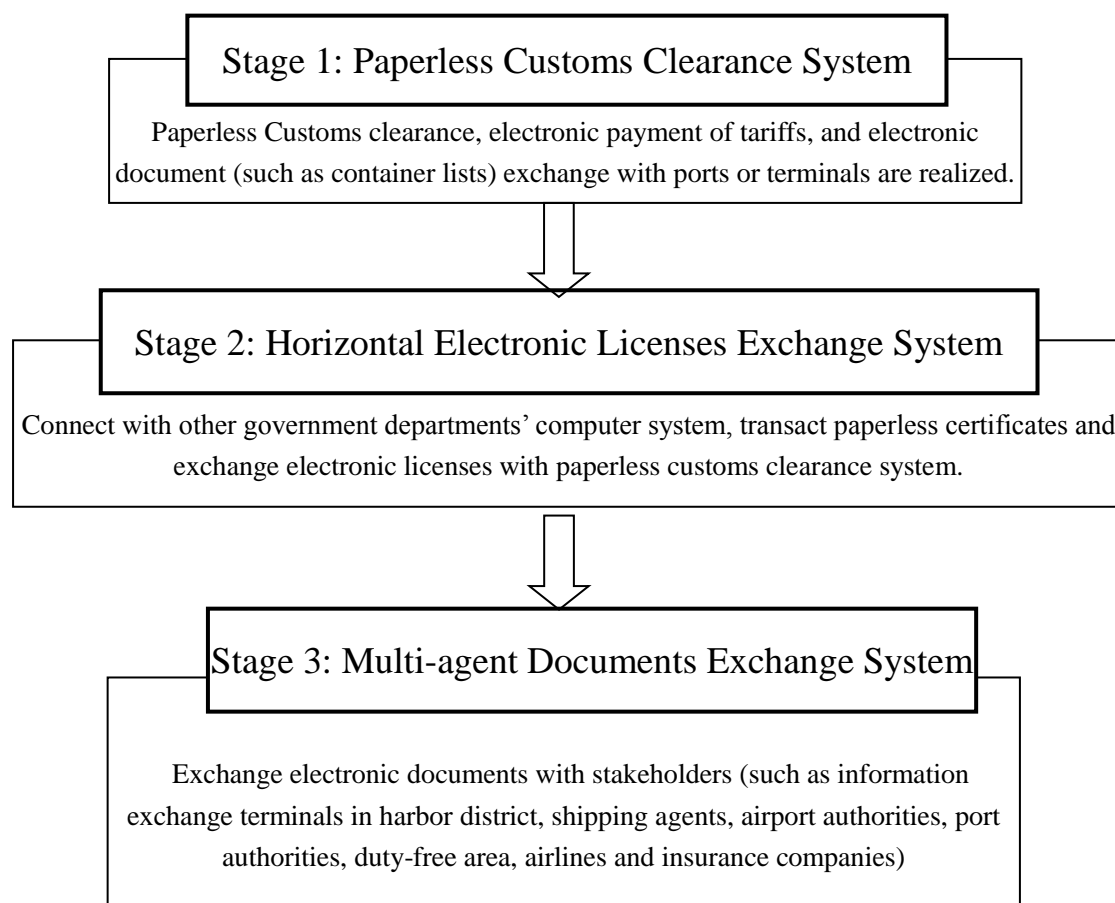 Stage 1: Paperless Customs Clearance System
Paperless Customs clearance, electronic payment of tariffs, and electronic
document (such as container lists) exchange with ports or terminals are realized.
Stage 2: Horizontal Electronic Licenses Exchange System
Connect with other government departments’ computer system, transact paperless certificates and
exchange electronic licenses with paperless customs clearance system.
Stage 3: Multi-agent Documents Exchange System
Exchange electronic documents with stakeholders (such as information
exchange terminals in harbor district, shipping agents, airport authorities, port
authorities, duty-free area, airlines and insurance companies)